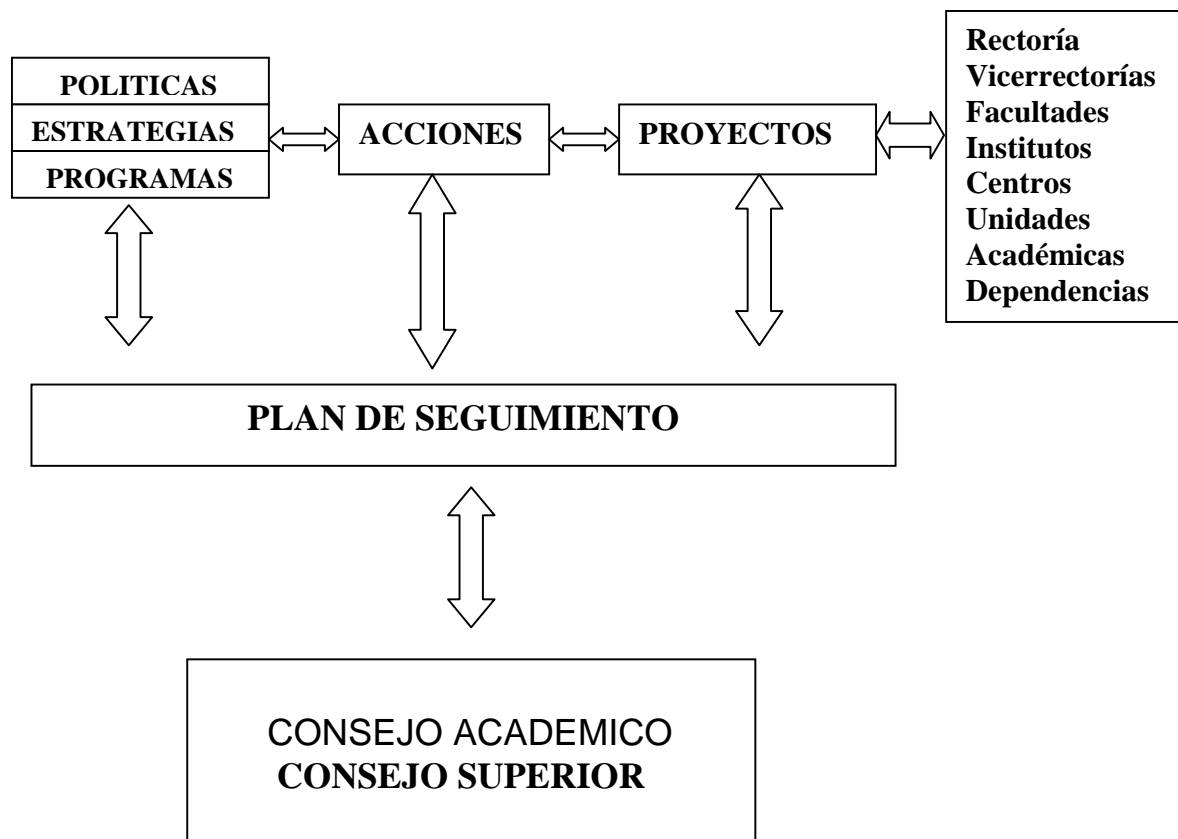 POLITICAS
ESTRATEGIAS
PROGRAMAS
ACCIONES
PROYECTOS
Rectoría
Vicerrectorías
Facultades
Institutos
Centros
Unidades
Académicas
Dependencias
PLAN DE SEGUIMIENTO
CONSEJO ACADEMICO
CONSEJO SUPERIOR